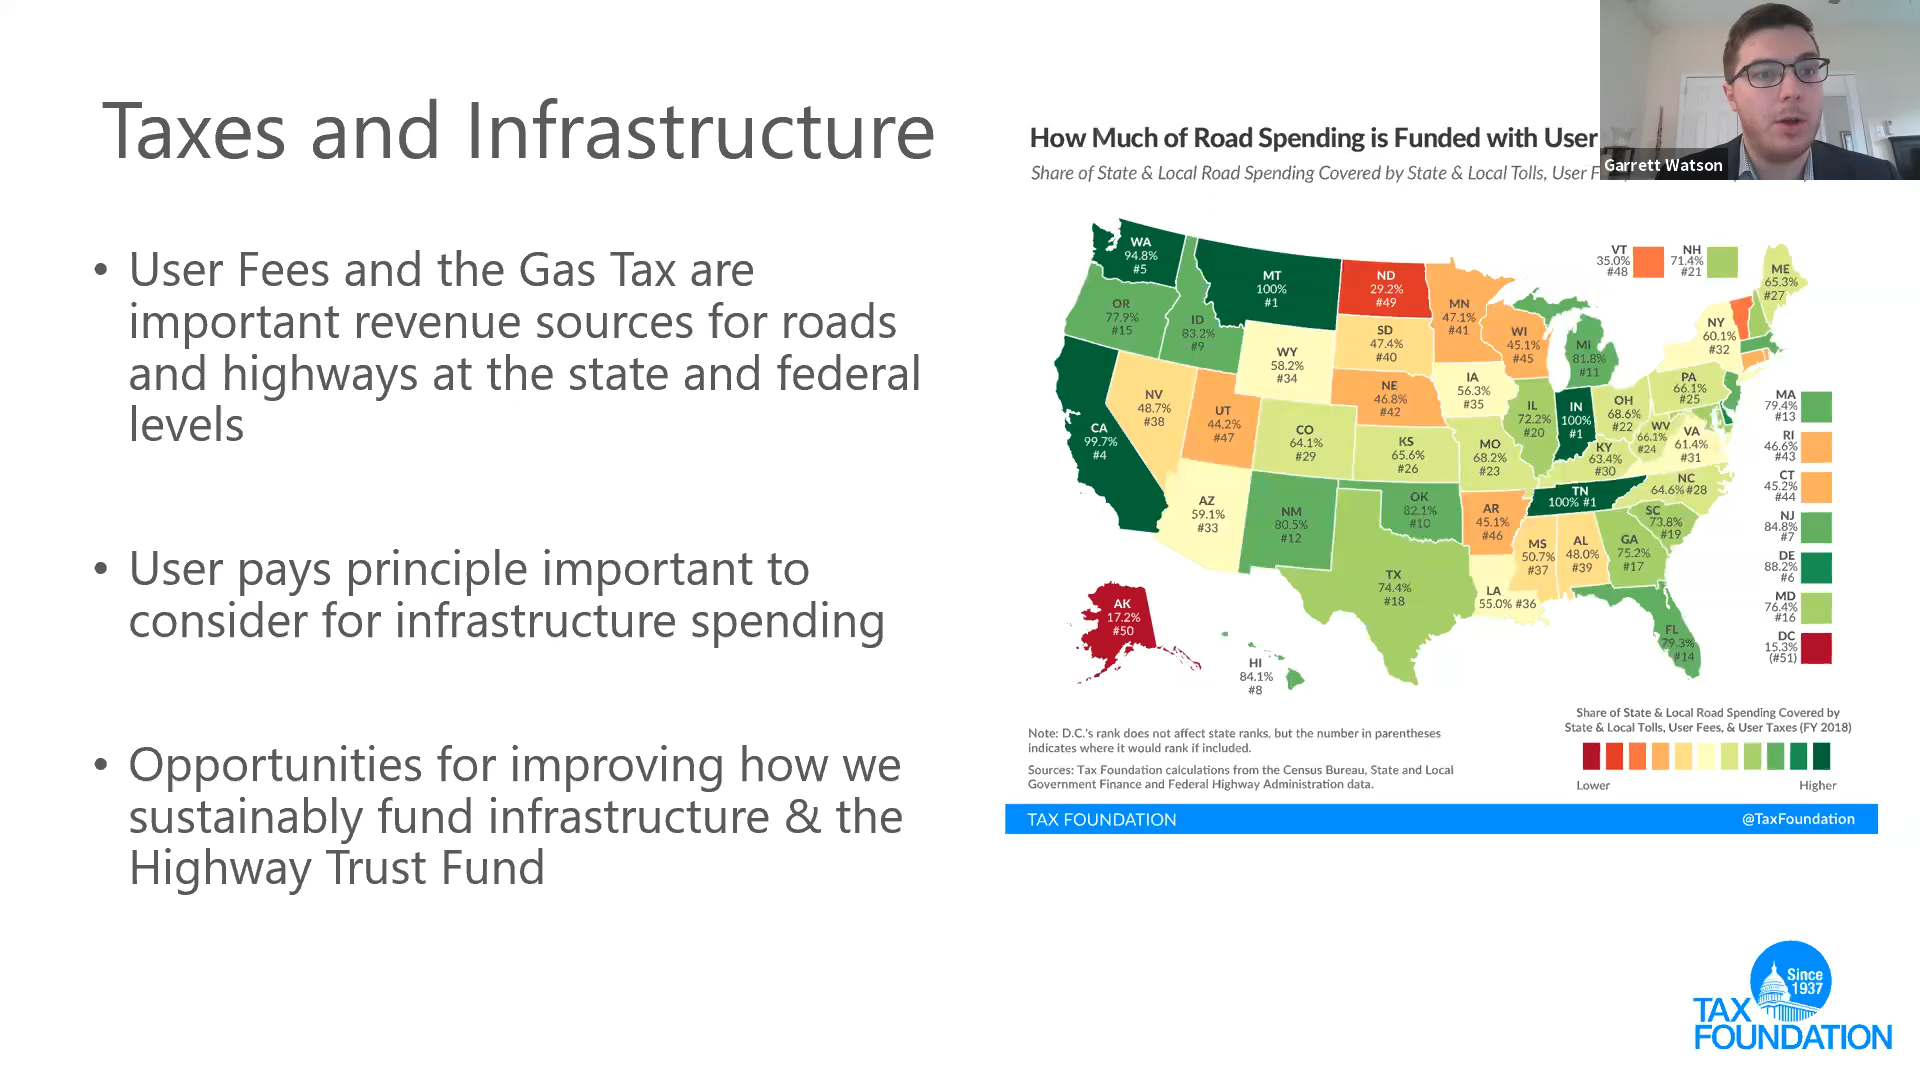 Taxes and Infrastructure
• User Fees and the Gas Tax are
important revenue sources for roads
and highways at the state and federal
levels
• User pays principle important to
consider for infrastructure spending
• Opportunities for improving how we
sustainably fund infrastructure & the
Highway Trust Fund
How Much of Road Spending is Funded with User
Share of State & Local Road Spending Covered by State & Local Tolls, User
Garrett Watson
WA
94.8%
#5
MT
100%
#1
ND
29.2%
#49
MN
47.1%
#41
VT
35.0%
#48
NH
71.4%
#21
ME
65.3%
#27
OR
77.9%
#15
ID
83.2%
#9
WY
58.2%
#34
SD
47.4%
#40
WI
45.1%
#45
MI
81.8%
#11
NY
60.1%
#32
NV
48.7%
#38
UT
44.2%
#47
CO
64.1%
#29
NE
46.8%
#42
IA
56.3%
#35
IL
72.2%
#20
IN
100%
#1
OH
68.6%
#22
PA
66.1%
#25
CA
99.7%
#4
KS
65.6%
#26
MO
68.2%
#23
KY
63.4%
#30
WV
66.1%
#24
VA
61.4%
#31
AZ
59.1%
#33
NM
80.5%
#12
OK
82.1%
#10
AR
45.1%
#46
TN
100% #1
NC
64.6% #28
SC
73.8%
#19
TX
74.4%
#18
LA
55.0% #36
MS
50.7%
#37
AL
48.0%
#39
GA
75.2%
#17
FL
79.3%
#14
AK
17.2%
#50
HI
84.1%
#8
MA
79.4%
#13
RI
46.6%
#43
CT
45.2%
#44
NJ
84.8%
#7
DE
88.2%
#6
MD
76.4%
#16
DC
15.3%
(#51)
Note: D.C.'s rank does not affect state ranks, but the number in parentheses
indicates where it would rank if included.
Sources: Tax Foundation calculations from the Census Bureau, State and Local
Government Finance and Federal Highway Administration data.
Share of State & Local Road Spending Covered by
State & Local Tolls, User Fees, & User Taxes (FY 2018)
Lower
Higher
TAX FOUNDATION
@TaxFoundation
Since
1937
TAX
FOUNDATION